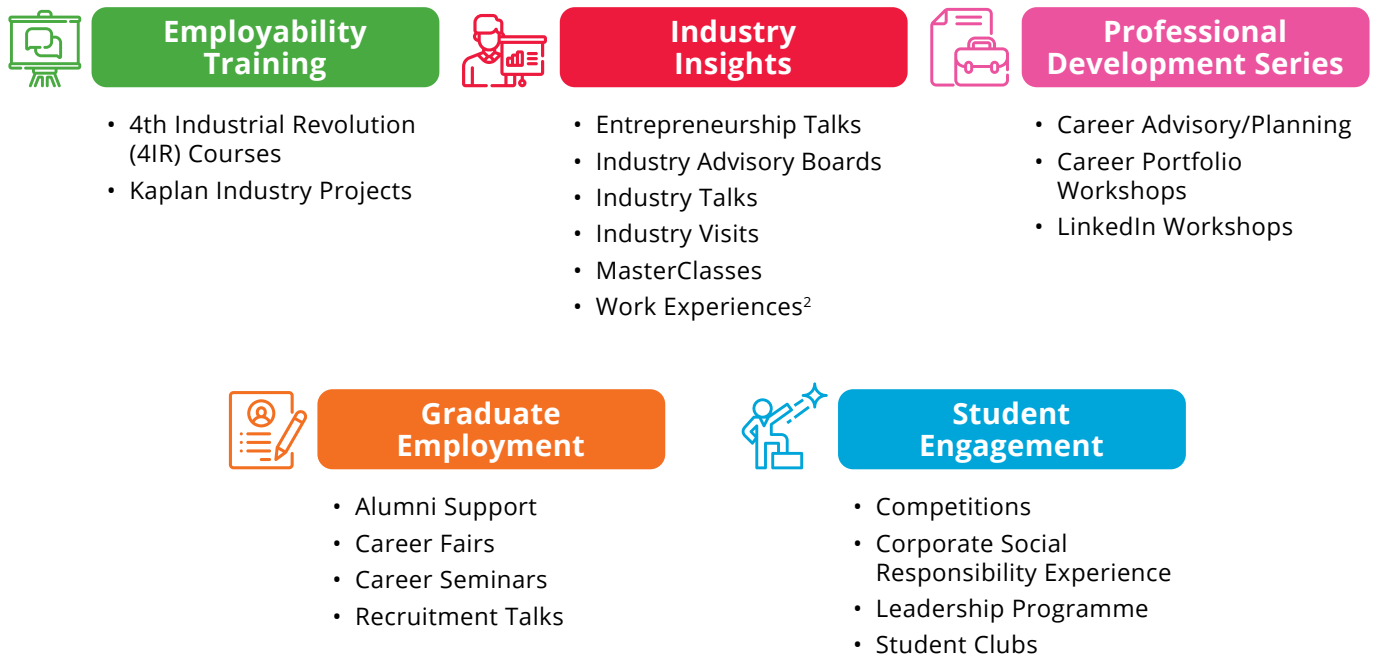 Employability
Training
• 4th Industrial Revolution
(4IR) Courses
• Kaplan Industry Projects
Industry
Insights
• Entrepreneurship Talks
• Industry Advisory Boards
• Industry Talks
• Industry Visits
• MasterClasses
• Work Experiences²
Professional
Development Series
• Career Advisory/Planning
• Career Portfolio
Workshops
• LinkedIn Workshops
Graduate
Employment
• Alumni Support
• Career Fairs
• Career Seminars
• Recruitment Talks
Student
Engagement
• Competitions
• Corporate Social
Responsibility Experience
• Leadership Programme
• Student Clubs